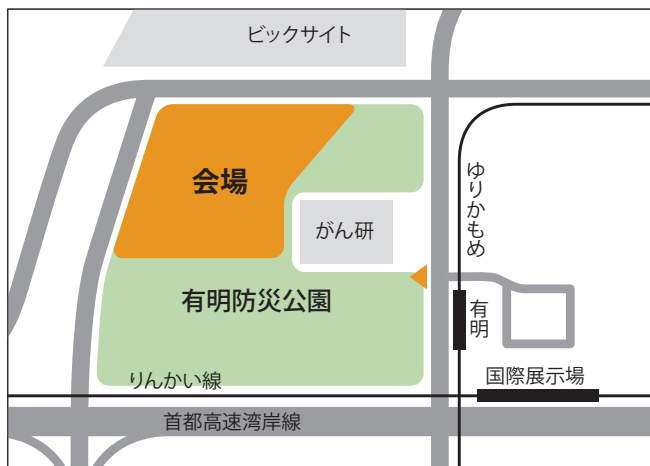 ビックサイト
会場
ゆりかもめ
がん研
有明防災公園
有明
りんかい線
国際展示場
首都高速湾岸線